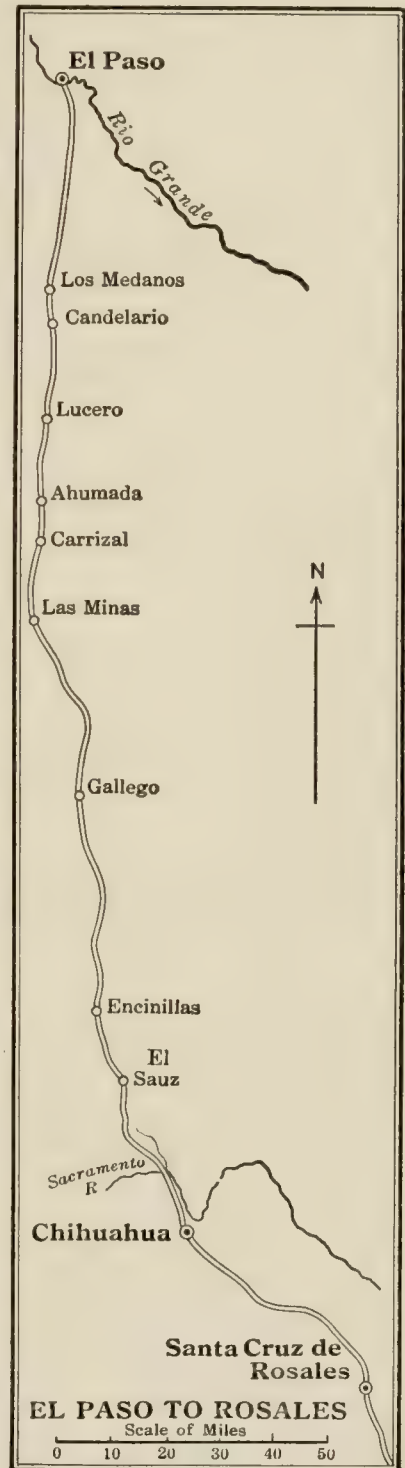 El Paso
Rio
Grande
Los Medanos
Candelario
Lucero
Ahumada
Carrizal
N
Las Minas
Gallego
Encinillas
El
Sauz
Sacramento
R
Chihuahua
Santa Cruz de
Rosales
EL PASO TO ROSALES
Scale of Miles
0 10 20 30 40 50